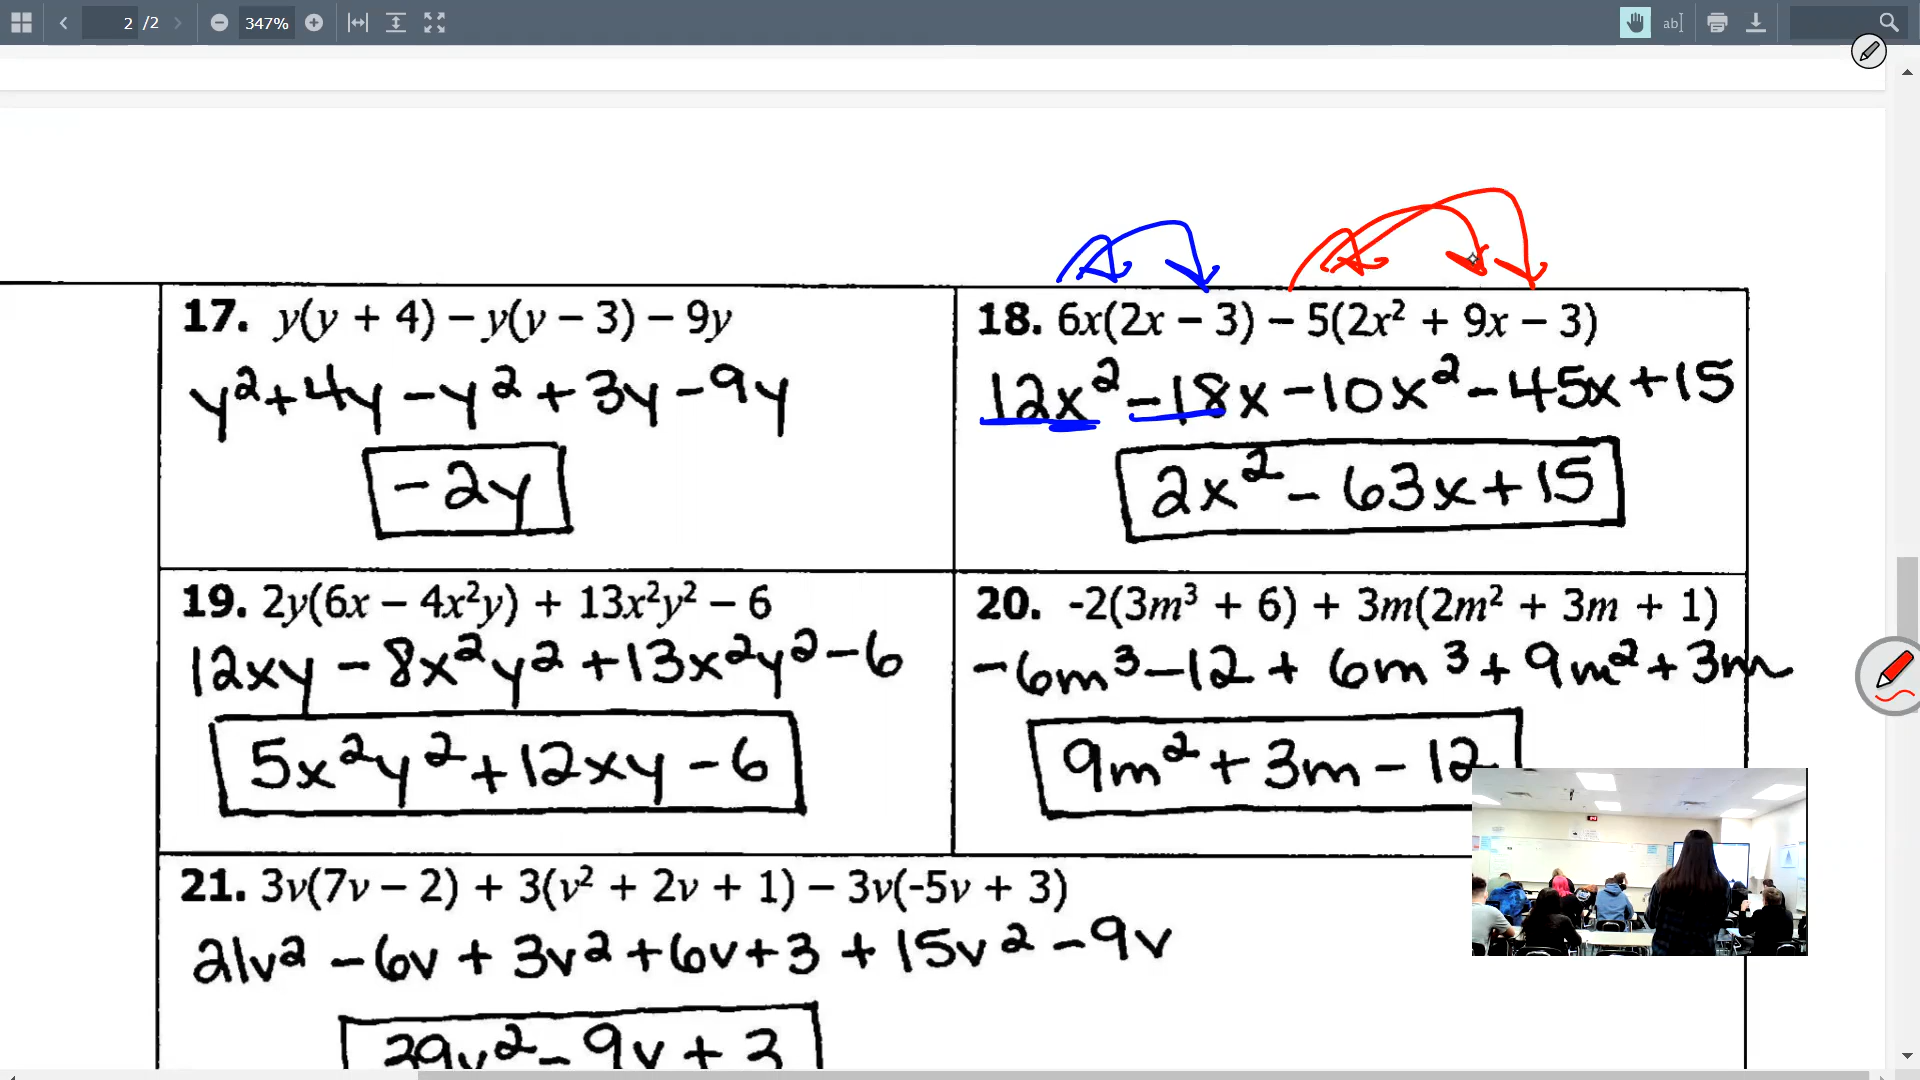 2 /2 347% ab
17. y(y + 4) – y(y – 3) – 9y
y² + 4y – y² + 3y – 9y
– 2y
18. 6x(2x – 3) – 5(2x² + 9x – 3)
12x² – 18x – 10x² – 45x + 15
2x² – 63x + 15
19. 2y(6x – 4x²y) + 13x²y² – 6
12xy – 8x²y² + 13x²y² – 6
5x²y² + 12xy – 6
20. -2(3m³ + 6) + 3m(2m² + 3m + 1)
– 6m³ – 12 + 6m³ + 9m² + 3m
9m² + 3m – 12
21. 3v(7v – 2) + 3(v² + 2v + 1) – 3v(-5v + 3)
21v² – 6v + 3v² + 6v + 3 + 15v² – 9v
39v² – 9v + 3